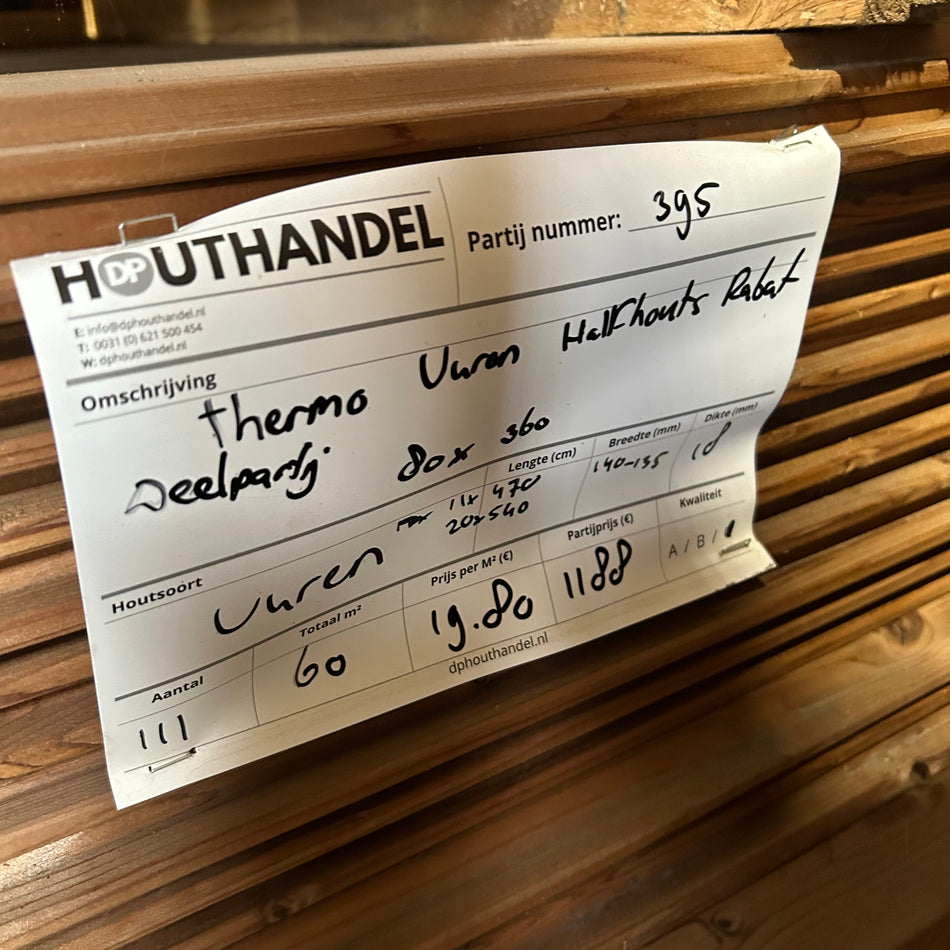 HOUTHANDEL
DP
Partij nummer: 395
E: info@dphouthandel.nl
T: 0031 (0) 621 500 454
W: dphouthandel.nl
Omschrijving
thermo Vuren Halfhouts Rabat
Deelpartij 80x 360
11x 470
20x540
Houtsoort
Lengte (cm)
Breedte (mm)
Dikte (mm)
Vuren
140-135
18
Aantal
Totaal m²
Prijs per M² (€)
Partijprijs (€)
Kwaliteit
111
60
19.80
1188
A / B /
dphouthandel.nl